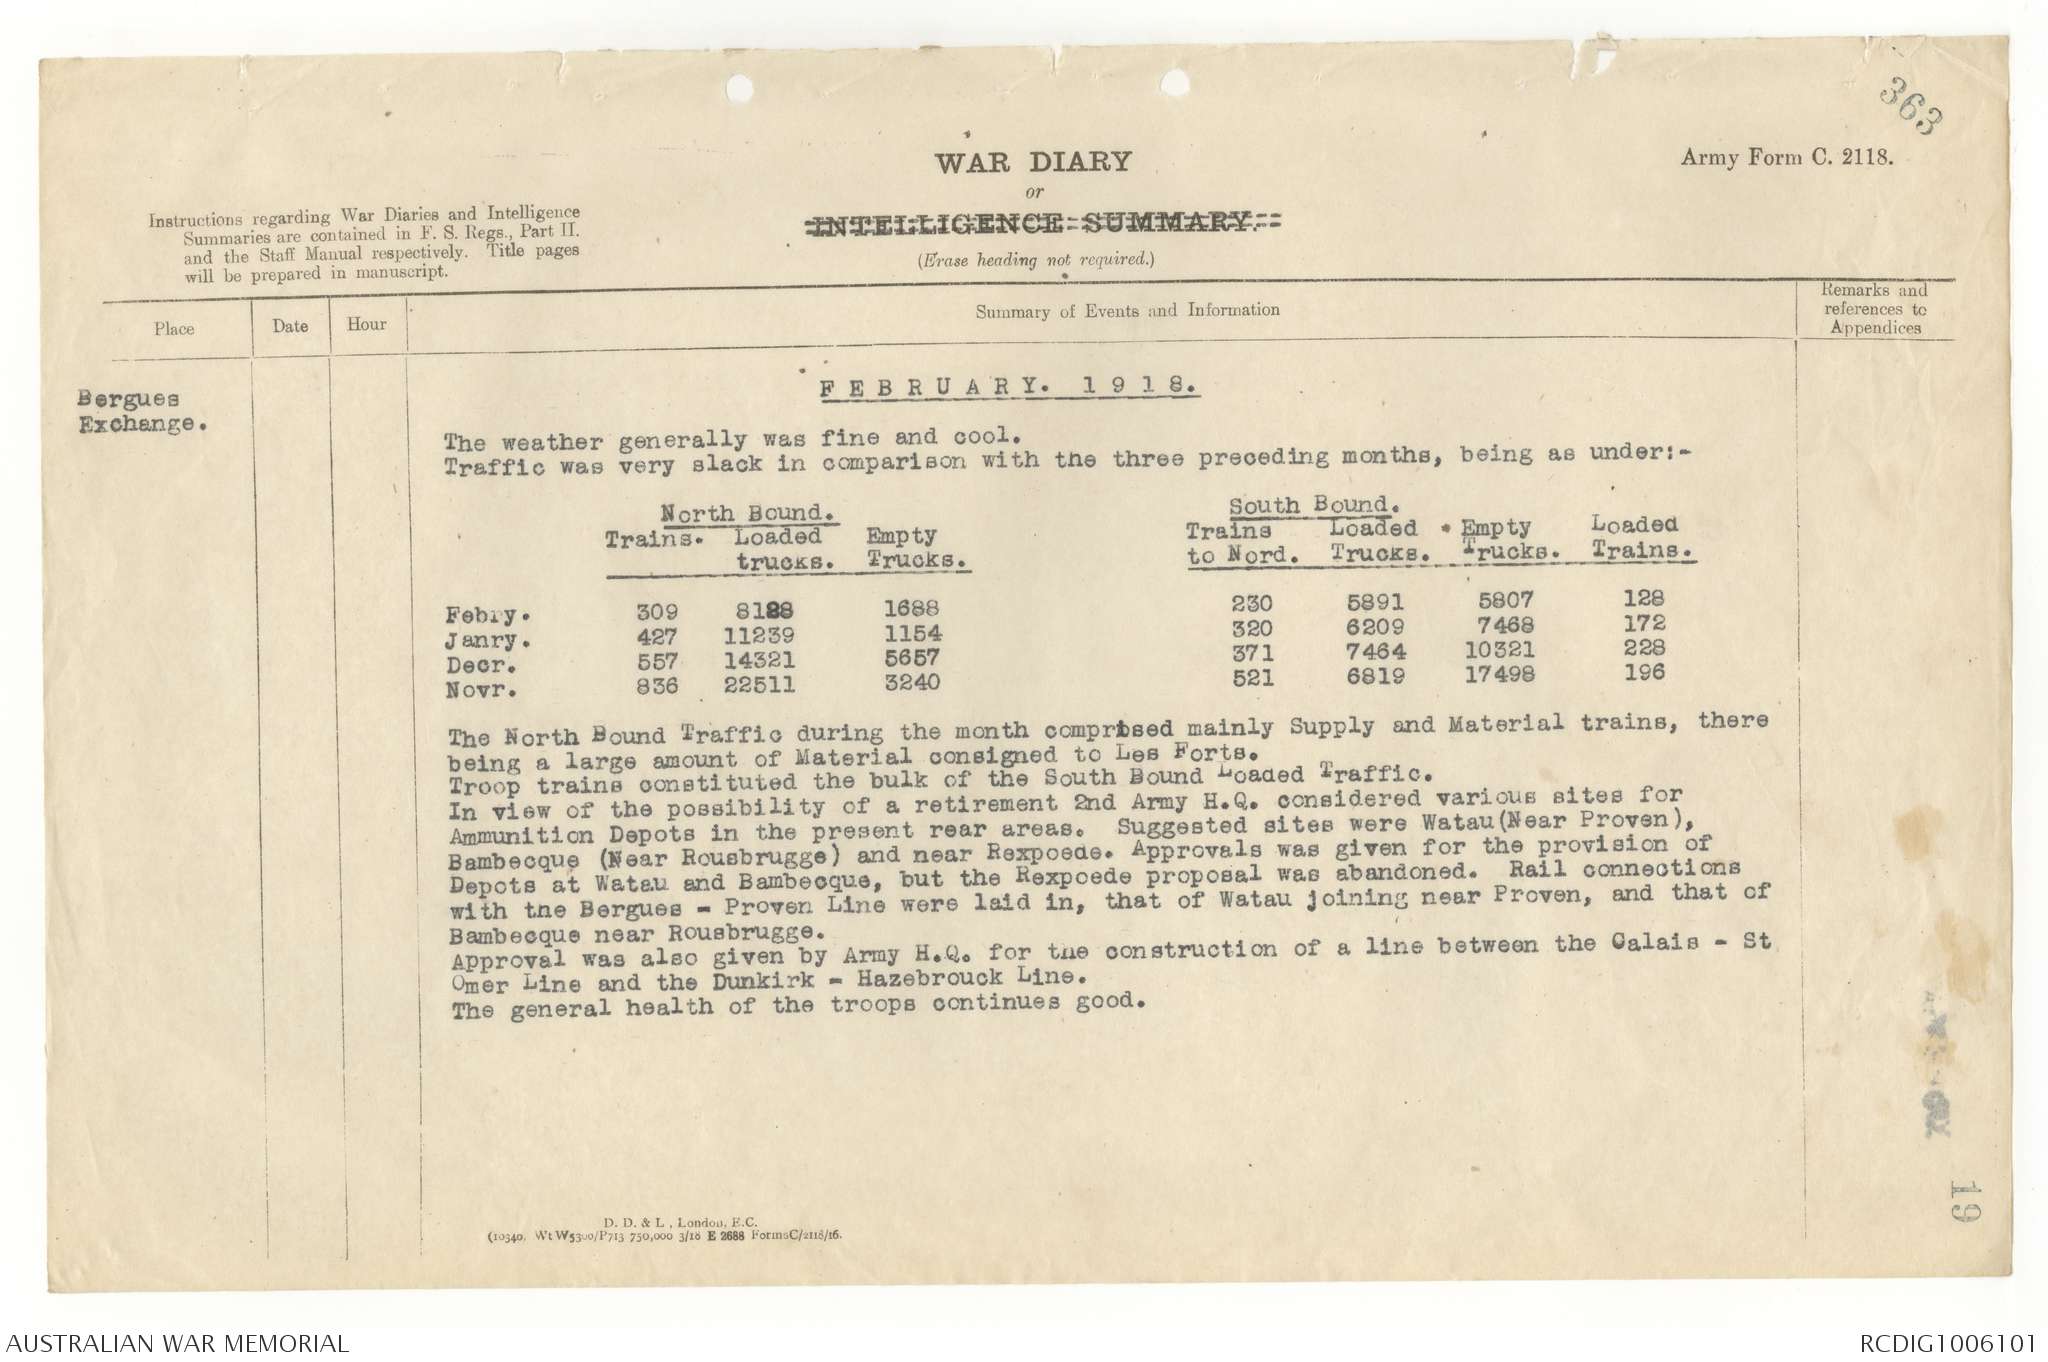 363
WAR DIARY
or
INTELLIGENCE SUMMARY.
(Erase heading not required.)
Army Form C. 2118.
Instructions regarding War Diaries and Intelligence
Summaries are contained in F. S. Regs., Part II.
and the Staff Manual respectively. Title pages
will be prepared in manuscript.
Place Date Hour Summary of Events and Information Remarks and
references to
Appendices
Bergues
Exchange.
FEBRUARY. 1918.
The weather generally was fine and cool.
Traffic was very slack in comparison with the three preceding months, being as under:-
North Bound. South Bound.
Trains. Loaded Empty Trains Loaded Empty Loaded
trucks. Trucks. to Nord. Trucks. Trucks. Trains.
Febry. 309 8188 1688 230 5891 5807 128
Janry. 427 11239 1154 320 6209 7468 172
Decr. 557 14321 5657 371 7464 10321 228
Novr. 836 22511 3240 521 6819 17498 196
The North Bound Traffic during the month comprised mainly Supply and Material trains, there
being a large amount of Material consigned to Les Forts.
Troop trains constituted the bulk of the South Bound Loaded Traffic.
In view of the possibility of a retirement 2nd Army H.Q. considered various sites for
Ammunition Depots in the present rear areas. Suggested sites were Watau(Near Proven),
Bambecque (Near Rousbrugge) and near Rexpoede. Approvals was given for the provision of
Depots at Watau and Bambecque, but the Rexpoede proposal was abandoned. Rail connections
with the Bergues - Proven Line were laid in, that of Watau joining near Proven, and that of
Bambecque near Rousbrugge.
Approval was also given by Army H.Q. for the construction of a line between the Calais - St
Omer Line and the Dunkirk - Hazebrouck Line.
The general health of the troops continues good.
D. D. & L., London, E.C.
(10340. Wt W5300/P713 750,000 3/18 E 2688 FormsC/2118/16.
19
AUSTRALIAN WAR MEMORIAL
RCDIG1006101